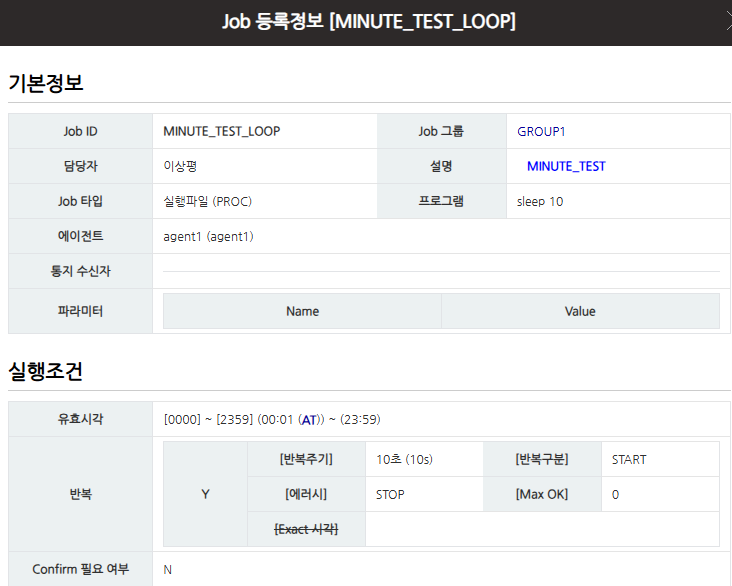 Job 등록정보 [MINUTE_TEST_LOOP]
기본정보
Job ID MINUTE_TEST_LOOP Job 그룹 GROUP1
담당자 이상평 설명 MINUTE_TEST
Job 타입 실행파일 (PROC) 프로그램 sleep 10
에이전트 agent1 (agent1)
통지 수신자
파라미터 Name Value
실행조건
유효시각 [0000] ~ [2359] (00:01 (AT)) ~ (23:59)
[반복주기] 10초 (10s) [반복구분] START
반복 Y [에러시] STOP [Max OK] 0
[Exact 시작]
Confirm 필요 여부 N